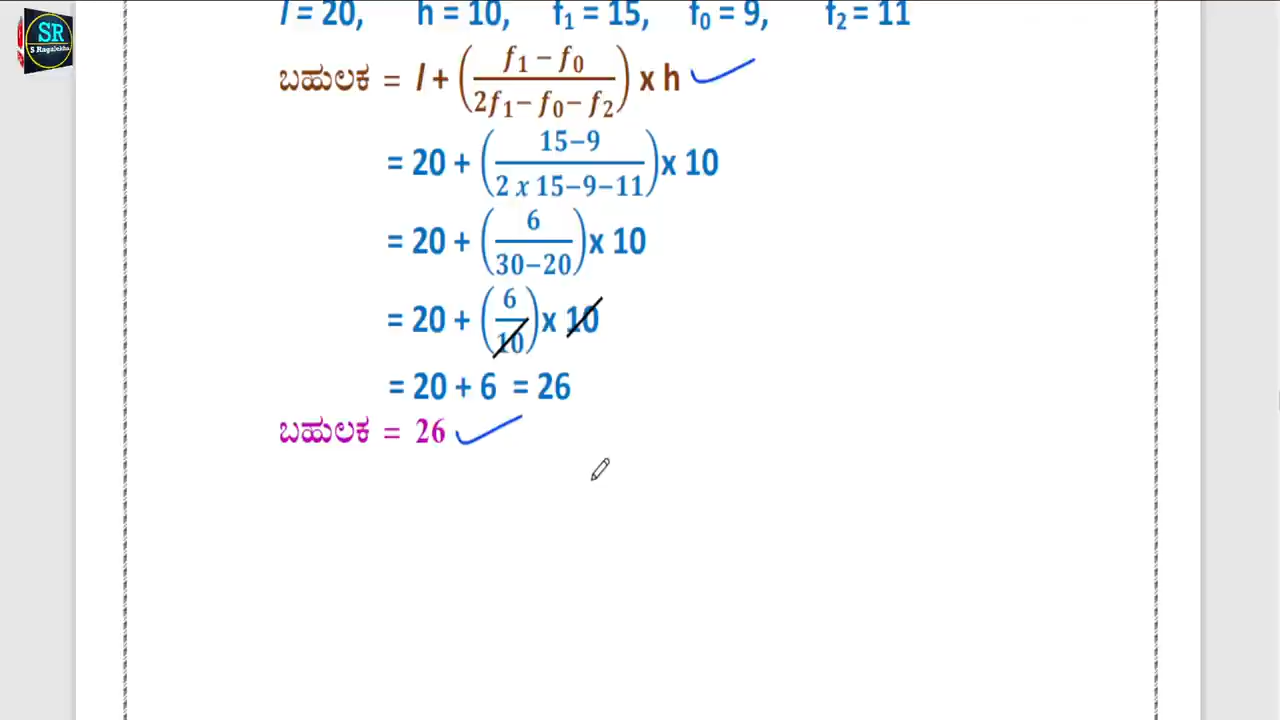 SR
S Ragalekha
l = 20, h = 10, f₁ = 15, f₀ = 9, f₂ = 11
ಬಹುಲಕ = l + (f₁ − f₀ / 2f₁ − f₀ − f₂) x h
= 20 + (15−9 / 2 x 15−9−11) x 10
= 20 + (6 / 30−20) x 10
= 20 + (6 / 10) x 10
= 20 + 6 = 26
ಬಹುಲಕ = 26